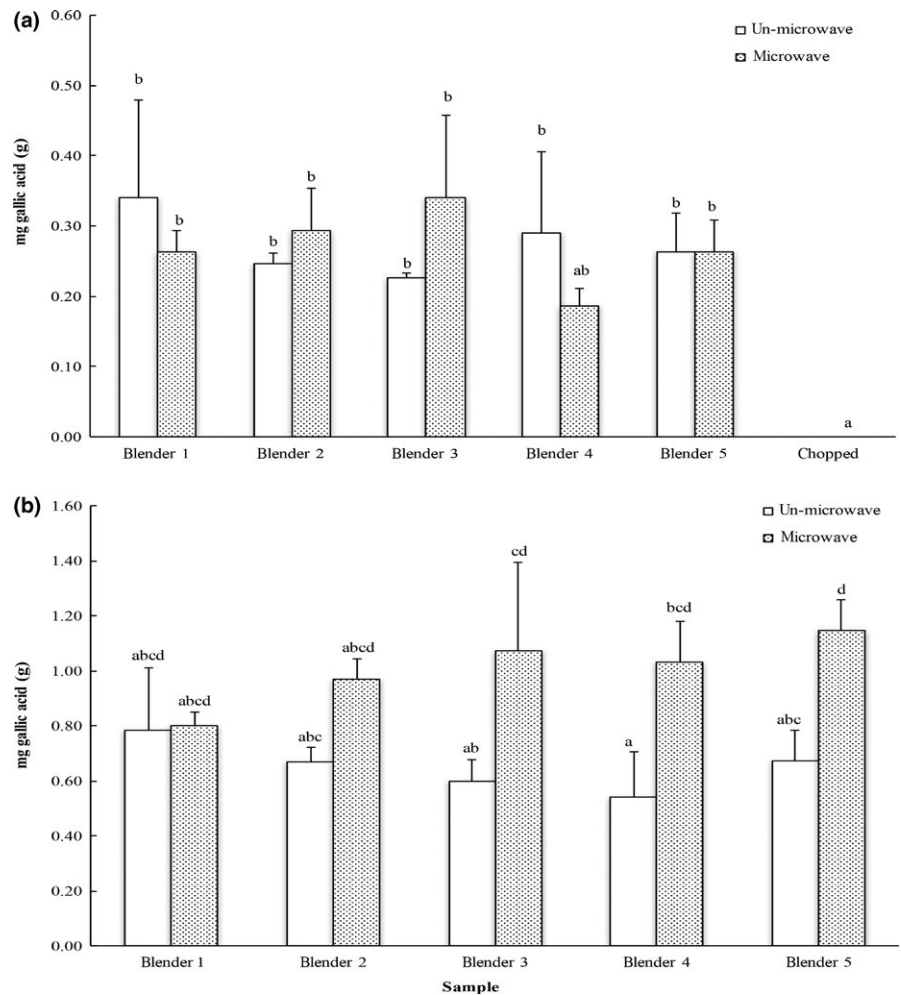 (a)
0.60
0.50
0.40
0.30
0.20
0.10
0.00
mg gallic acid (g)
Un-microwave
Microwave
b
b
b
b
b
b
b
ab
b
b
a
Blender 1
Blender 2
Blender 3
Blender 4
Blender 5
Chopped
(b)
1.60
1.40
1.20
1.00
0.80
0.60
0.40
0.20
0.00
mg gallic acid (g)
Un-microwave
Microwave
abcd
abcd
abc
abcd
ab
cd
a
bcd
abc
d
Blender 1
Blender 2
Blender 3
Blender 4
Blender 5
Sample